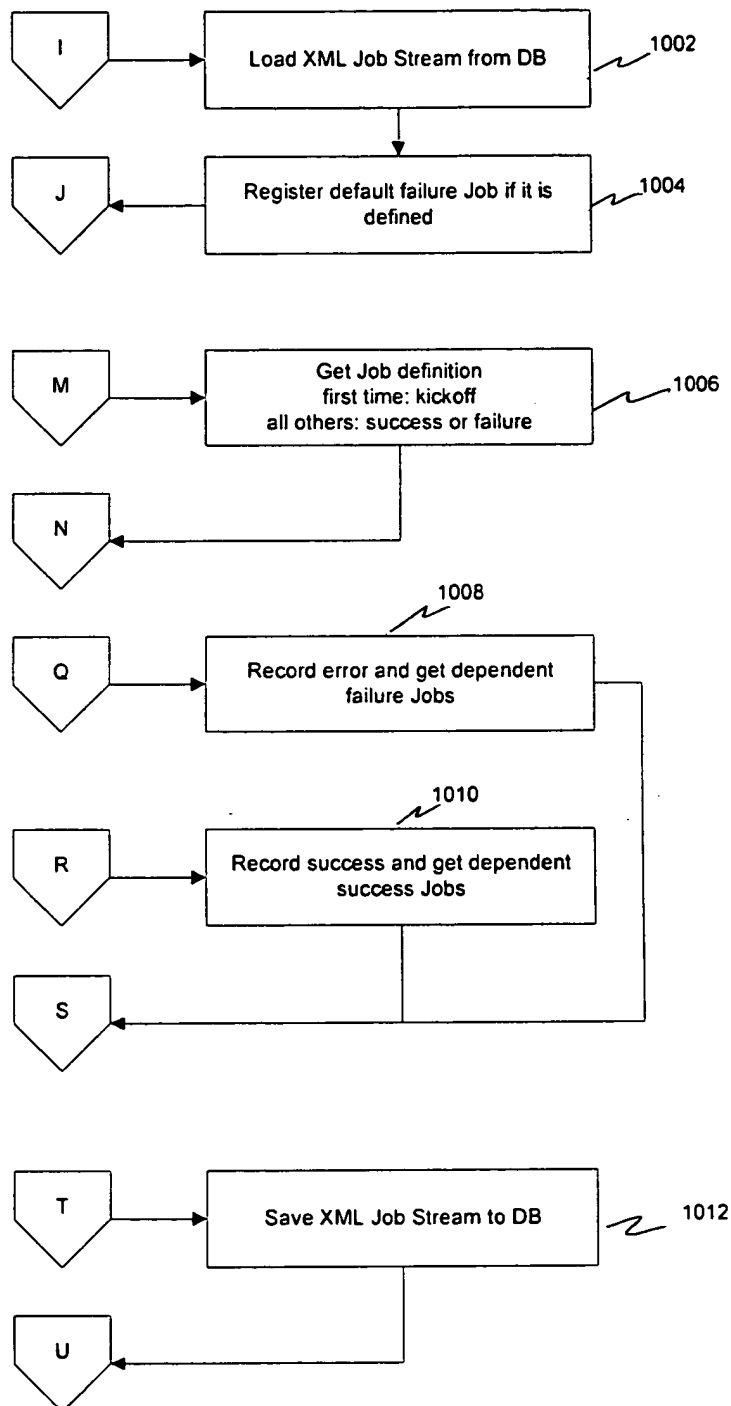 I
Load XML Job Stream from DB
1002
J
Register default failure Job if it is
defined
1004
M
Get Job definition
first time: kickoff
all others: success or failure
1006
N
1008
Q
Record error and get dependent
failure Jobs
1010
R
Record success and get dependent
success Jobs
S
T
Save XML Job Stream to DB
1012
U